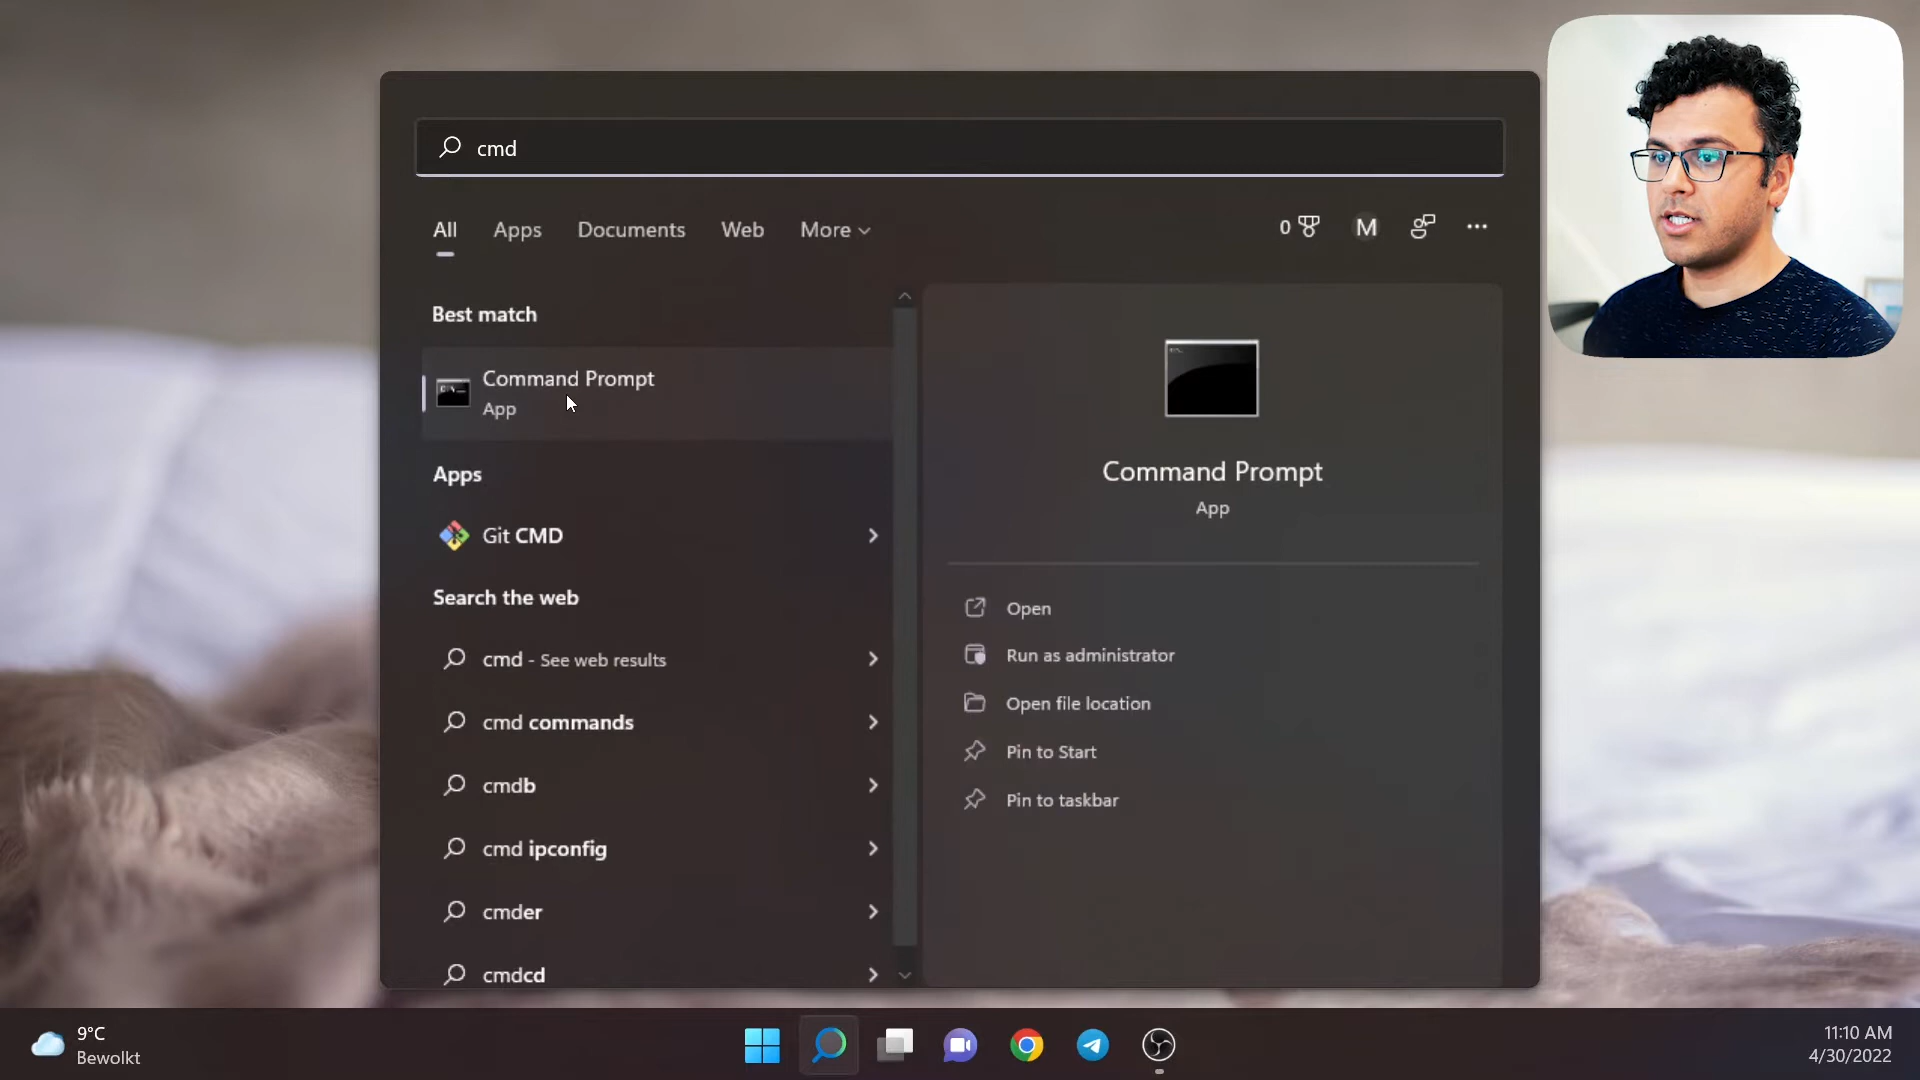 cmd
All Apps Documents Web More
0 M
Best match
Command Prompt
App
Apps
Git CMD
Search the web
cmd - See web results
cmd commands
cmdb
cmd ipconfig
cmder
cmdcd
Command Prompt
App
Open
Run as administrator
Open file location
Pin to Start
Pin to taskbar
9°C
Bewolkt
11:10 AM
4/30/2022